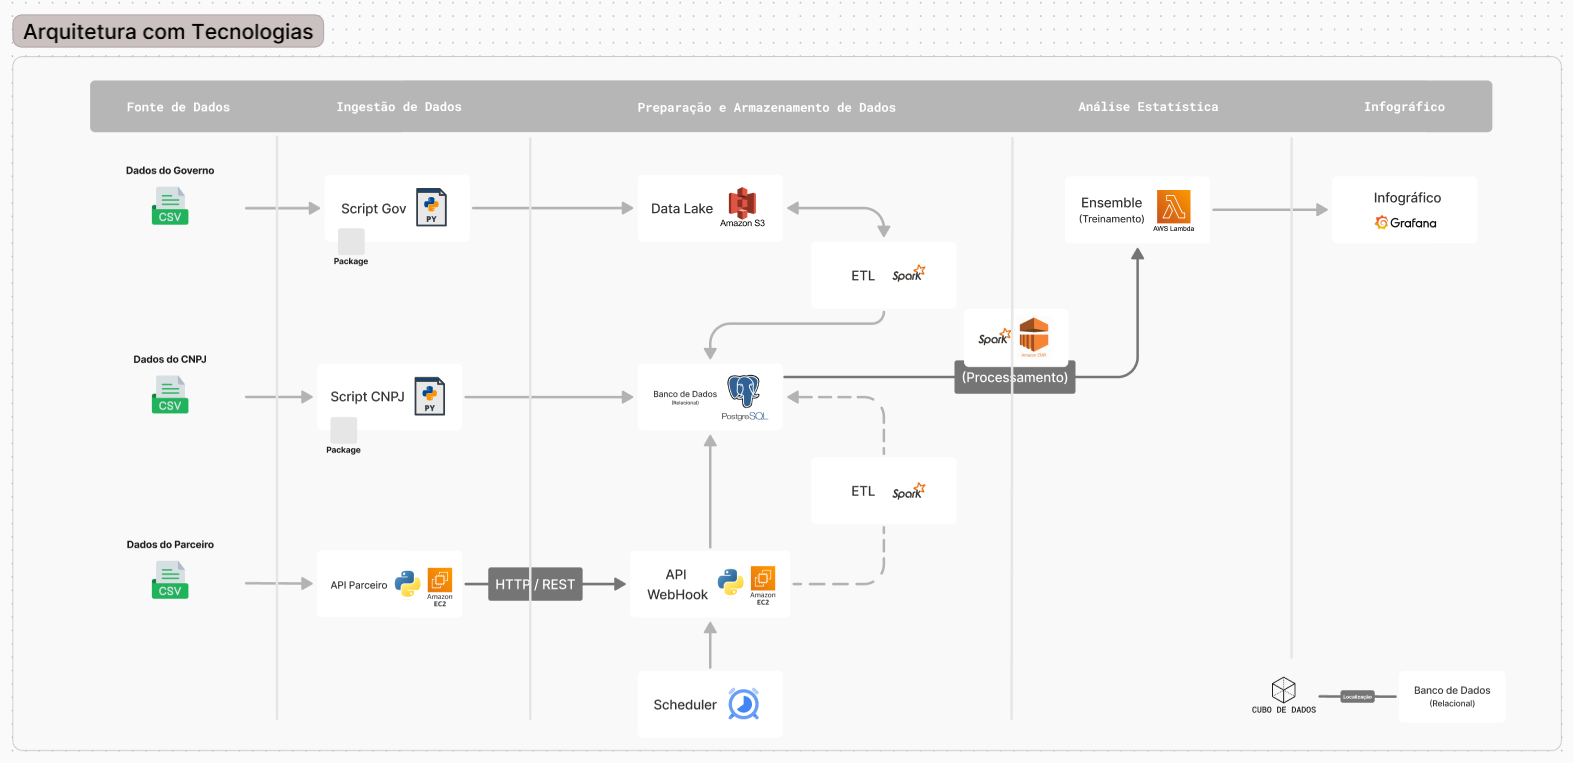 Arquitetura com Tecnologias
Fonte de Dados
Ingestão de Dados
Preparação e Armazenamento de Dados
Análise Estatística
Infográfico
Dados do Governo
CSV
Script Gov
PY
Package
Data Lake
Amazon S3
Ensemble
(Treinamento)
AWS Lambda
Infográfico
Grafana
ETL
Spark
Spark
Amazon EMR
(Processamento)
Dados do CNPJ
CSV
Script CNPJ
PY
Package
Banco de Dados
(Relacional)
PostgreSQL
ETL
Spark
Dados do Parceiro
CSV
API Parceiro
Amazon
EC2
HTTP / REST
API
WebHook
Amazon
EC2
Scheduler
CUBO DE DADOS
Localização
Banco de Dados
(Relacional)